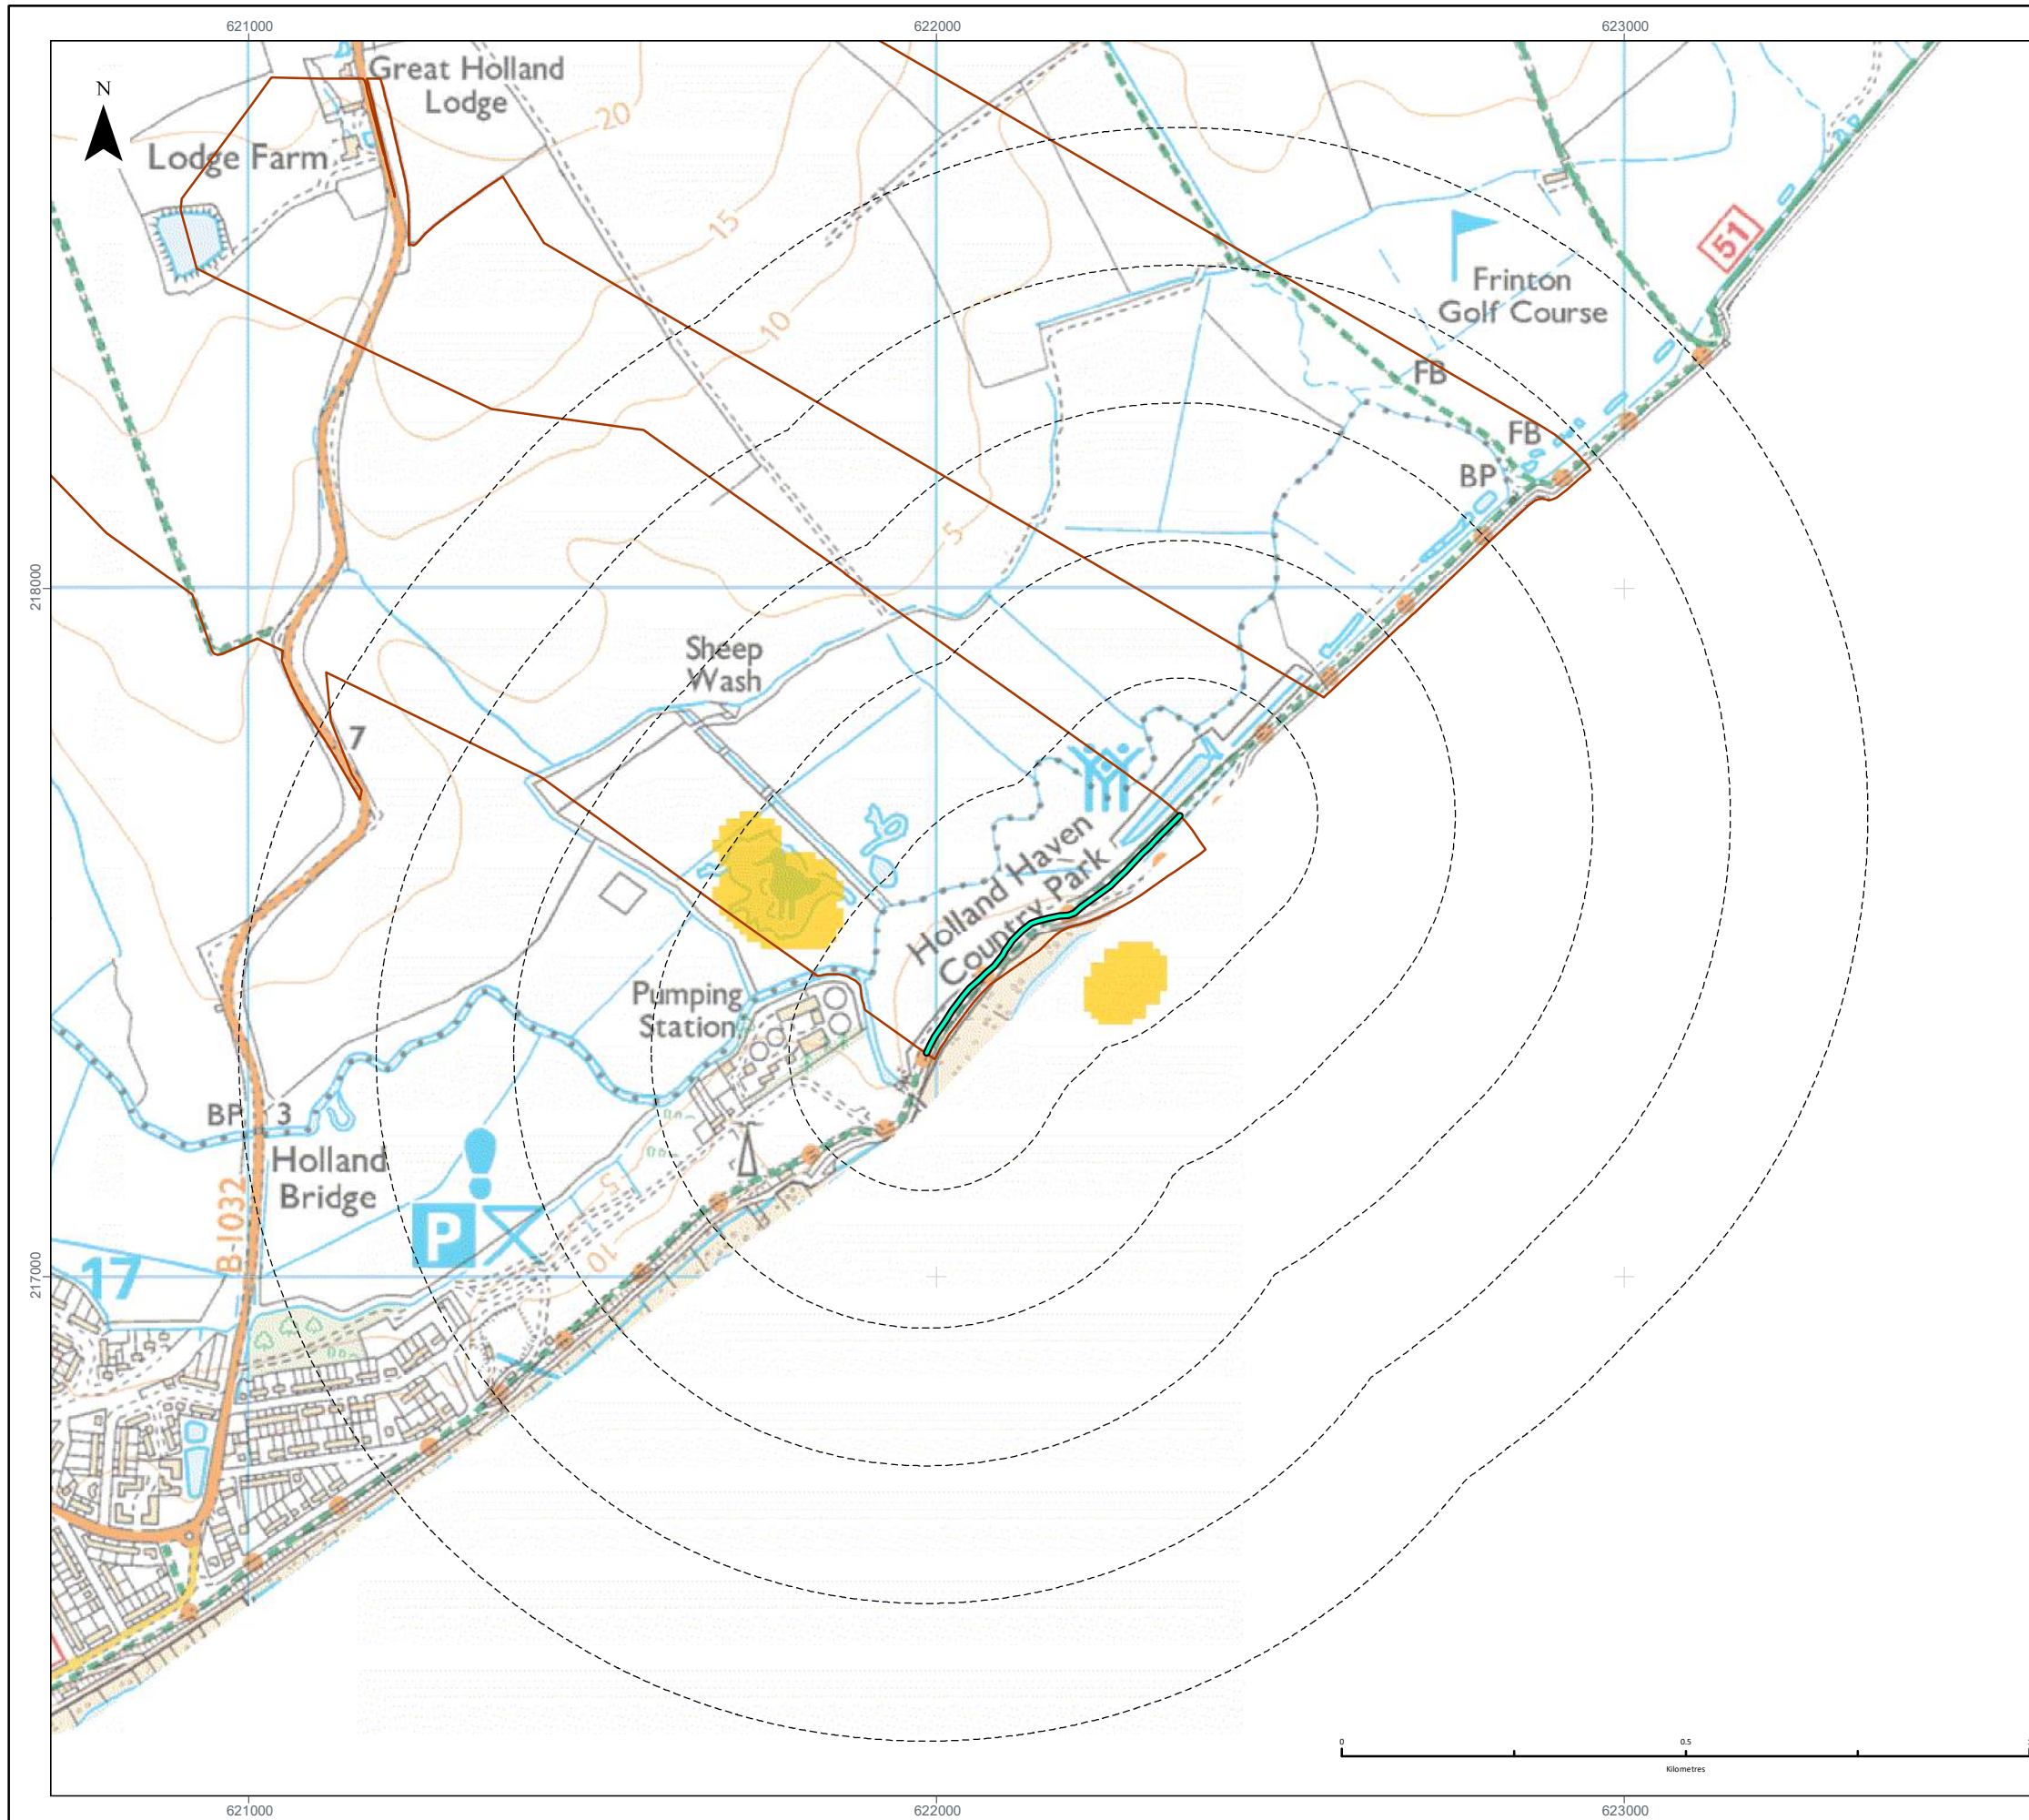 621000
622000
623000
N
Great Holland
Lodge
20
Lodge Farm
15
51
Frinton
Golf Course
10
FB
FB
BP
5
218000
Sheep
Wash
7
Holland Haven
Country Park
Pumping
Station
BP
3
Holland
Bridge
B 1032
5
P
10
17
217000
0
0.5
Kilometres
621000
622000
623000